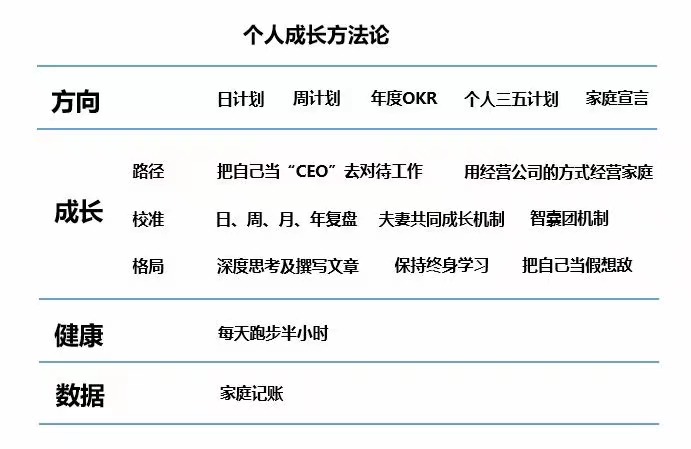 个人成长方法论
方向 日计划 周计划 年度OKR 个人三五计划 家庭宣言
成长
路径 把自己当“CEO”去对待工作 用经营公司的方式经营家庭
校准 日、周、月、年复盘 夫妻共同成长机制 智囊团机制
格局 深度思考及撰写文章 保持终身学习 把自己当假想敌
健康 每天跑步半小时
数据 家庭记账